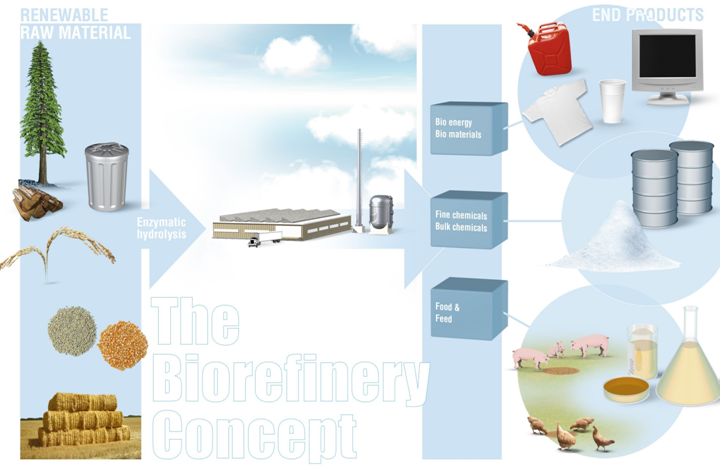 RENEWABLE
RAW MATERIAL
END PRODUCTS
Enzymatic
hydrolysis
Bio energy
Bio materials
Fine chemicals
Bulk chemicals
Food &
Feed
The
Biorefinery
Concept